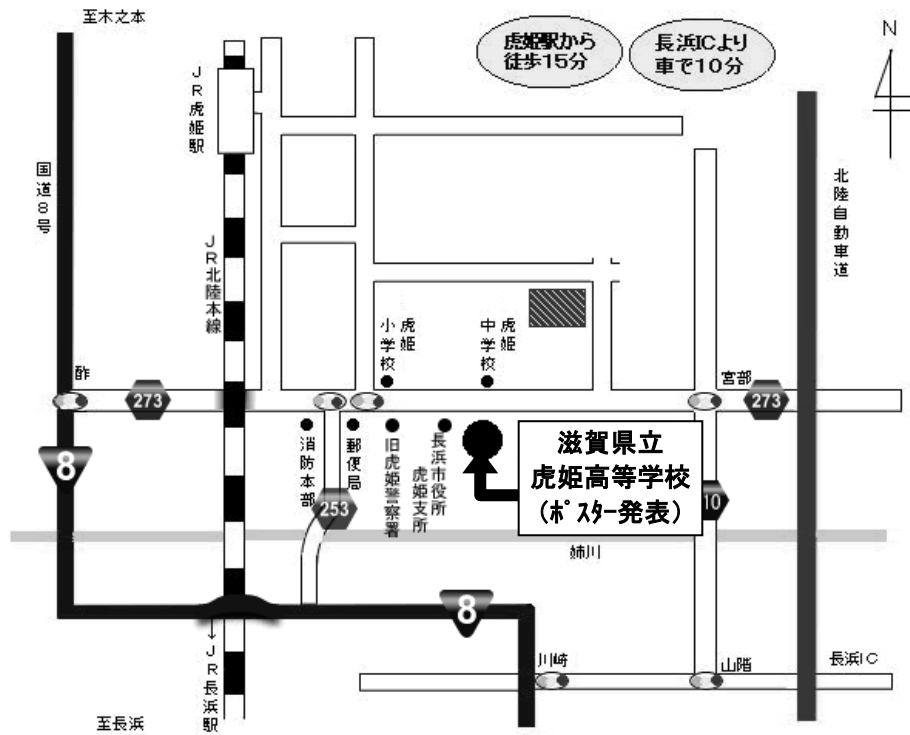 至木之本
虎姫駅から
徒歩15分
長浜ICより
車で10分
N
JR虎姫駅
国道8号
北陸自動車道
JR北陸本線
虎姫
小学校
虎姫
中学校
酢
273
宮部
273
8
消防本部
郵便局
旧虎姫警察署
長浜市役所
虎姫支所
滋賀県立
虎姫高等学校
(ポスター発表)
253
10
姉川
8
↓JR長浜駅
川崎
山階
長浜IC
至長浜